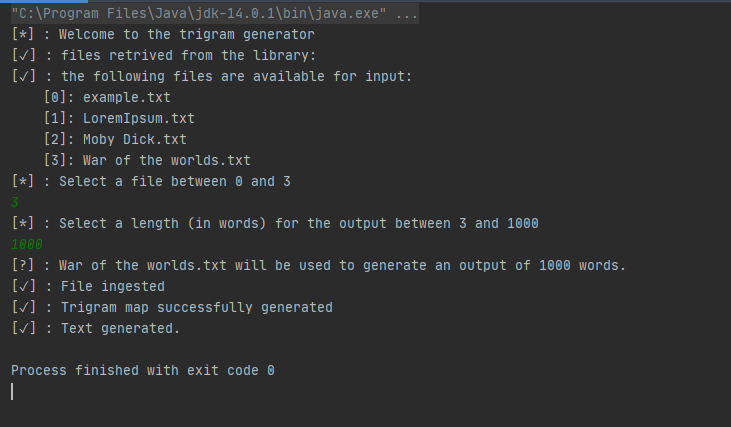 "C:\Program Files\Java\jdk-14.0.1\bin\java.exe" ...
[*] : Welcome to the trigram generator
[✓] : files retrived from the library:
[✓] : the following files are available for input:
    [0]: example.txt
    [1]: LoremIpsum.txt
    [2]: Moby Dick.txt
    [3]: War of the worlds.txt
[*] : Select a file between 0 and 3
3
[*] : Select a length (in words) for the output between 3 and 1000
1000
[?] : War of the worlds.txt will be used to generate an output of 1000 words.
[✓] : File ingested
[✓] : Trigram map successfully generated
[✓] : Text generated.

Process finished with exit code 0